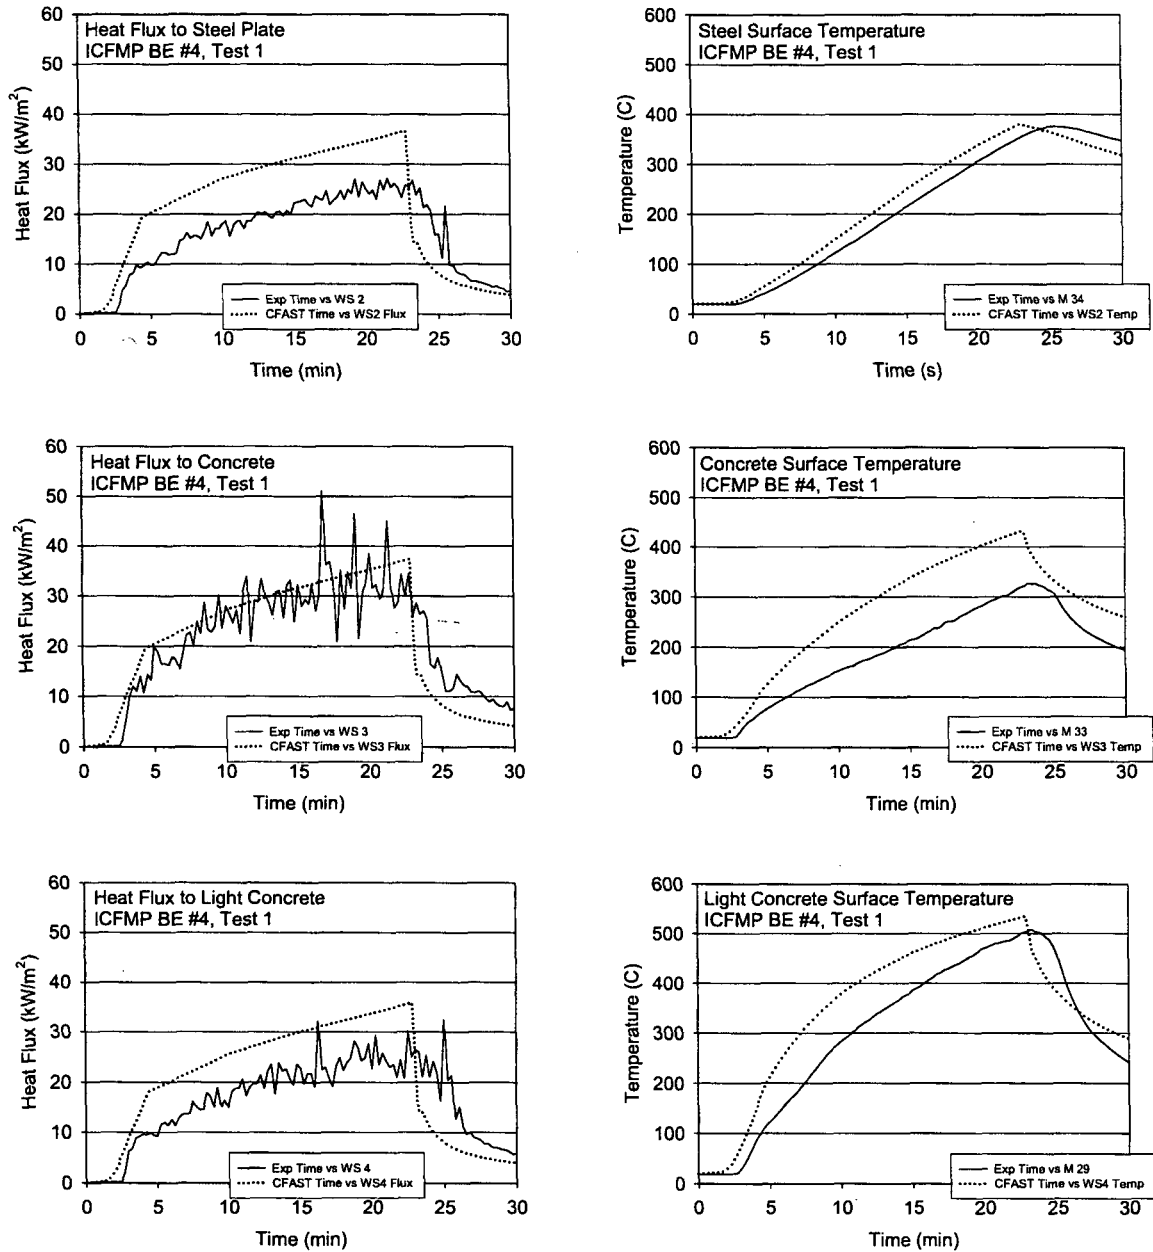 Heat Flux to Steel Plate
ICFMP BE #4, Test 1
60
50
40
30
20
10
0
Heat Flux (kW/m²)
Exp Time vs WS 2
CFAST Time vs WS2 Flux
0 5 10 15 20 25 30
Time (min)
Steel Surface Temperature
ICFMP BE #4, Test 1
600
500
400
300
200
100
0
Temperature (C)
Exp Time vs M 34
CFAST Time vs WS2 Temp
0 5 10 15 20 25 30
Time (s)
Heat Flux to Concrete
ICFMP BE #4, Test 1
60
50
40
30
20
10
0
Heat Flux (kW/m²)
Exp Time vs WS 3
CFAST Time vs WS3 Flux
0 5 10 15 20 25 30
Time (min)
Concrete Surface Temperature
ICFMP BE #4, Test 1
600
500
400
300
200
100
0
Temperature (C)
Exp Time vs M 33
CFAST Time vs WS3 Temp
0 5 10 15 20 25 30
Time (min)
Heat Flux to Light Concrete
ICFMP BE #4, Test 1
60
50
40
30
20
10
0
Heat Flux (kW/m²)
Exp Time vs WS 4
CFAST Time vs WS4 Flux
0 5 10 15 20 25 30
Time (min)
Light Concrete Surface Temperature
ICFMP BE #4, Test 1
600
500
400
300
200
100
0
Temperature (C)
Exp Time vs M 29
CFAST Time vs WS4 Temp
0 5 10 15 20 25 30
Time (min)